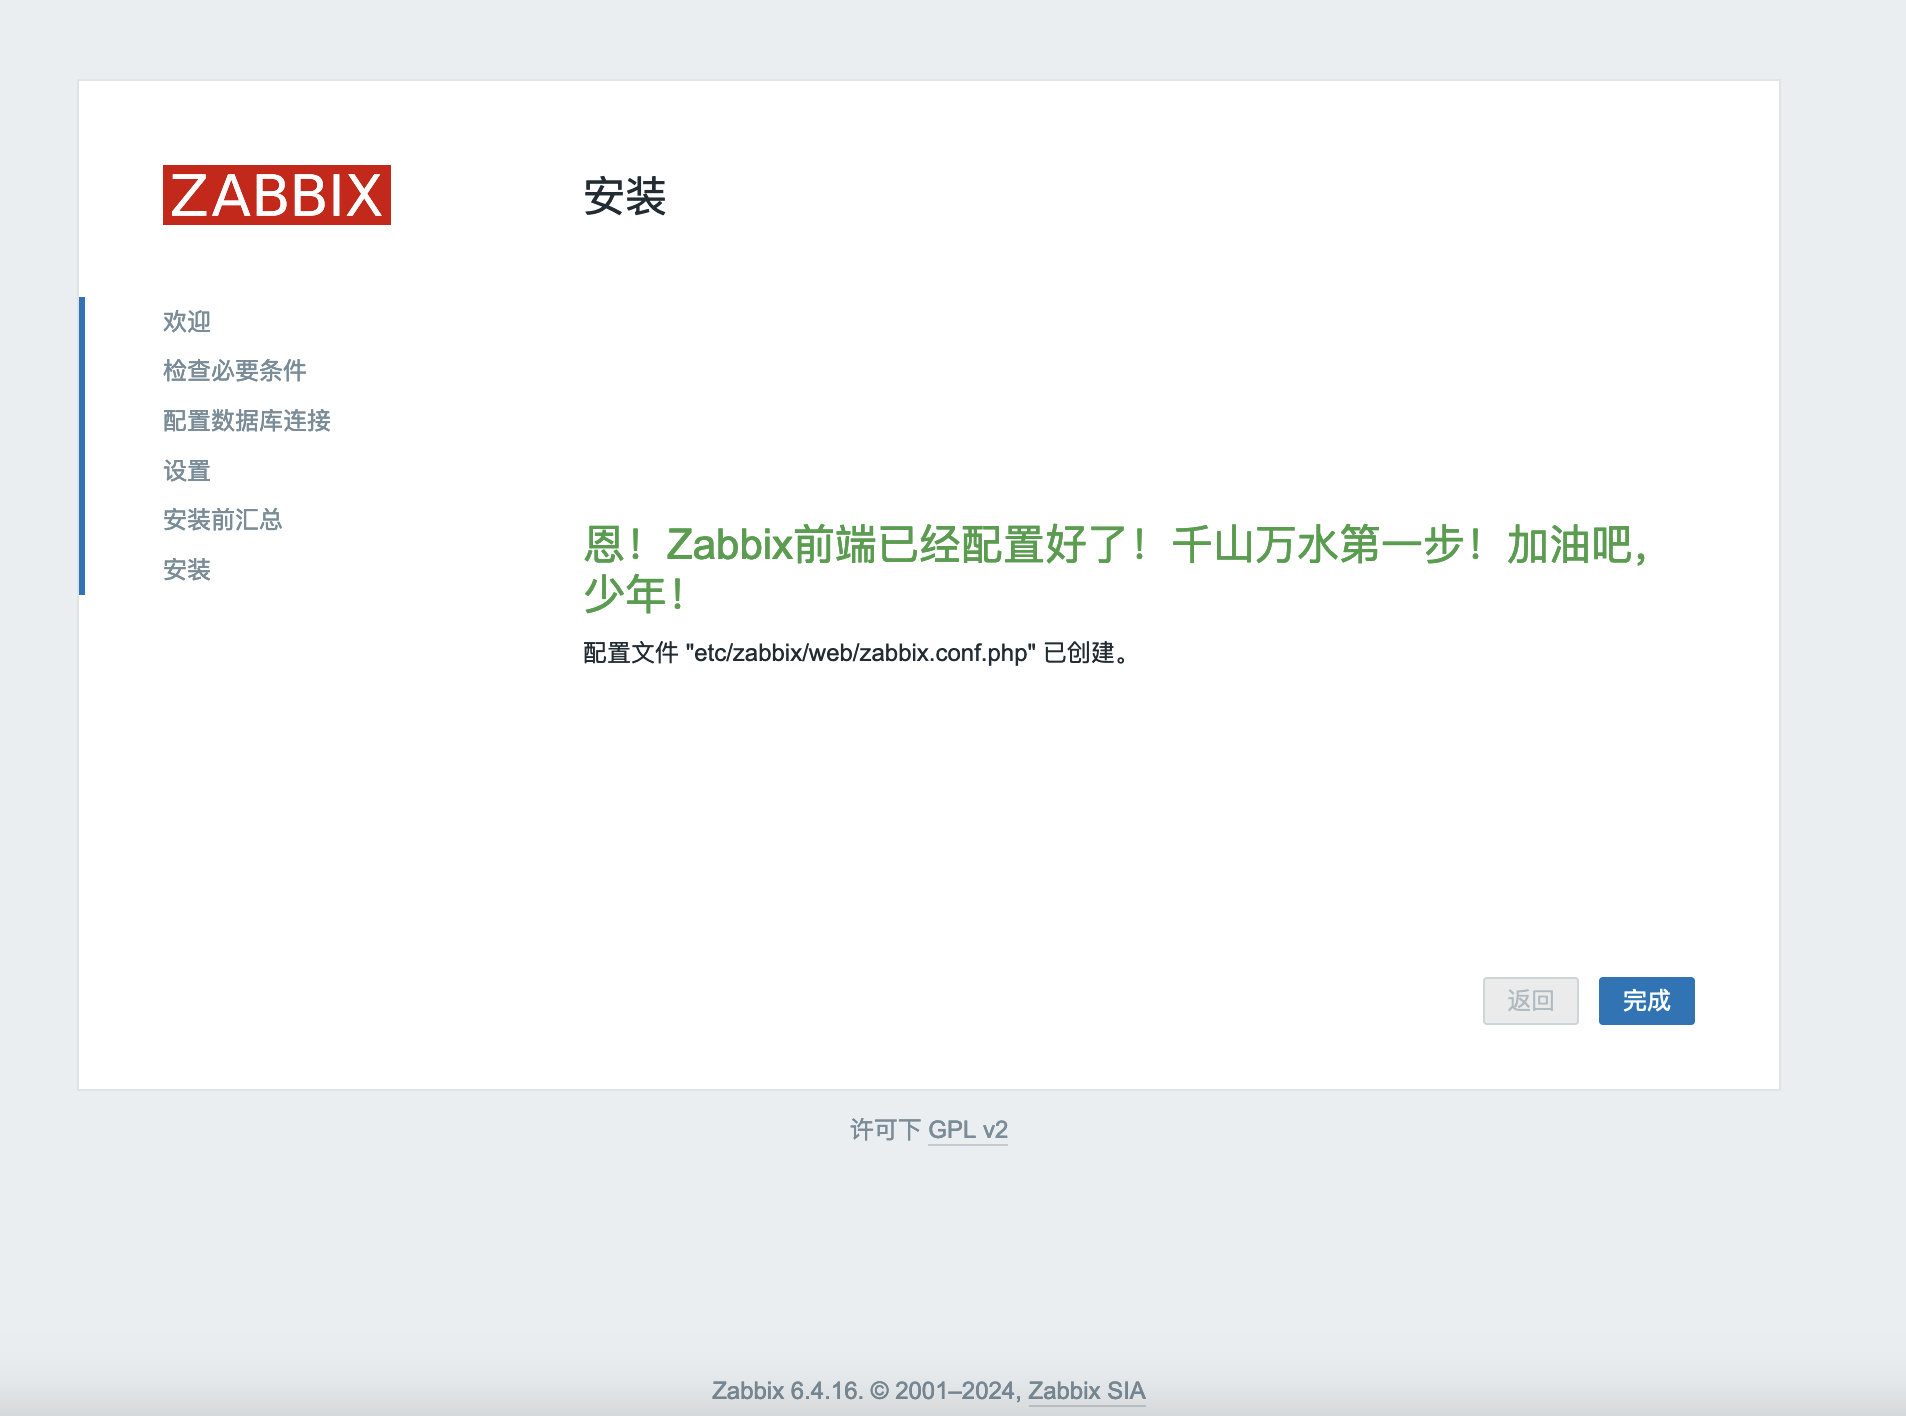 ZABBIX
安装
欢迎
检查必要条件
配置数据库连接
设置
安装前汇总
安装
恩！Zabbix前端已经配置好了！千山万水第一步！加油吧，
少年！
配置文件 "etc/zabbix/web/zabbix.conf.php" 已创建。
返回
完成
许可下 GPL v2
Zabbix 6.4.16. © 2001–2024, Zabbix SIA